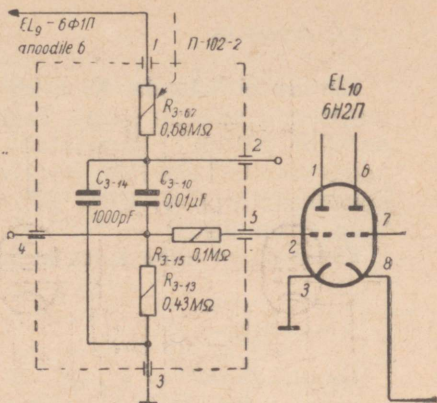 EL9 – 6Ф1П
anoodile 6
П-102-2
1
R3-67
0,68MΩ
2
C3-14
1000pF
C3-10
0,01μF
4
5
0,1MΩ
R3-15
R3-13
0,43MΩ
3
EL10
6Н2П
1
6
2
7
3
8